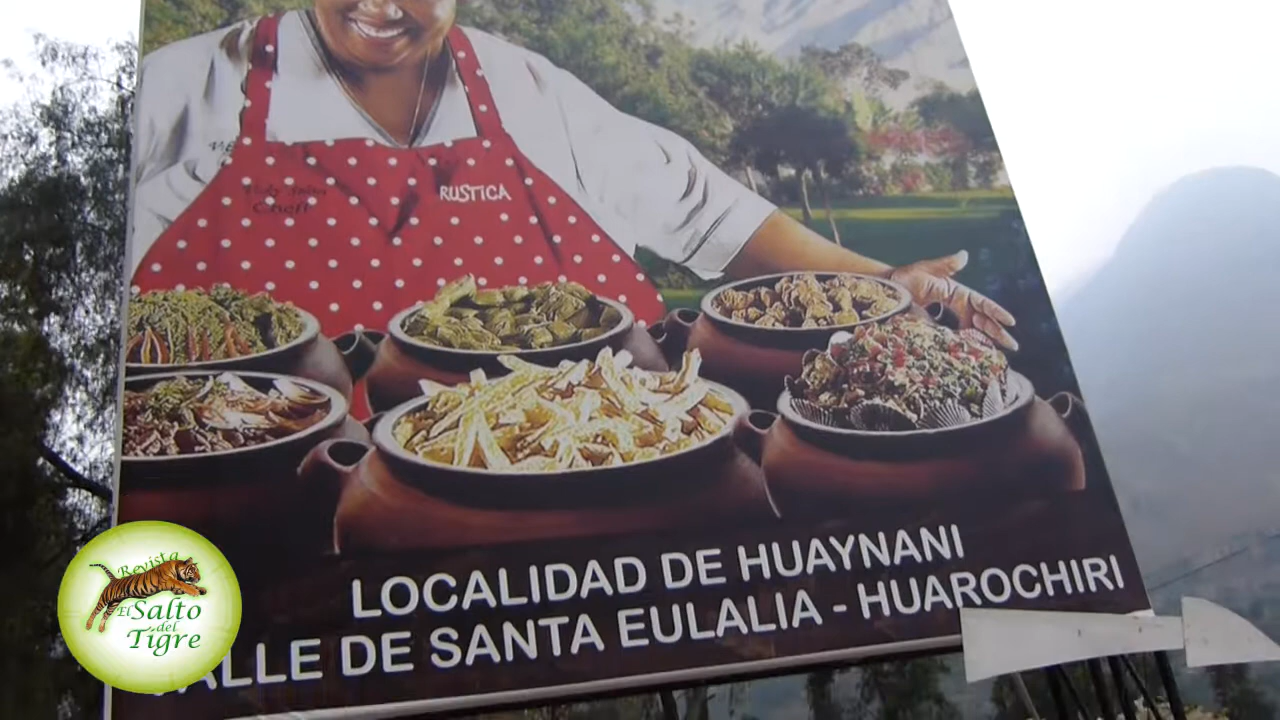 RUSTICA
LOCALIDAD DE HUAYNANI
ALLE DE SANTA EULALIA - HUAROCHIRI
Revista
El Salto
del
Tigre